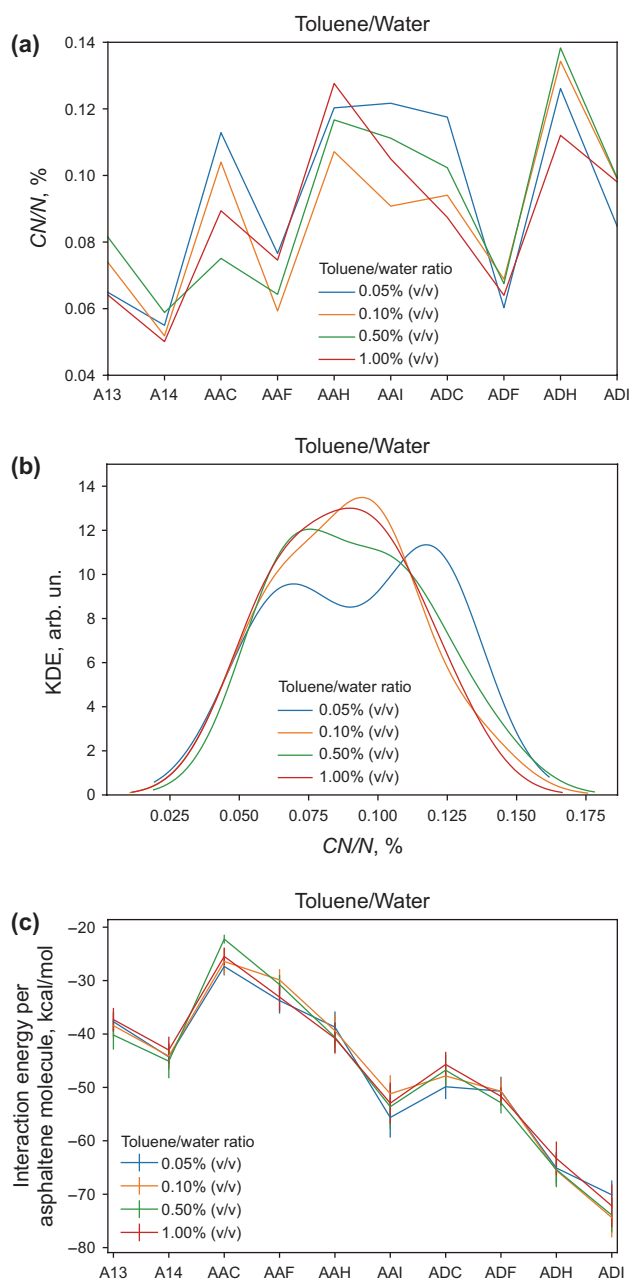 (a)
Toluene/Water
0.14
0.12
0.10
0.08
0.06
0.04
CN/N, %
Toluene/water ratio
0.05% (v/v)
0.10% (v/v)
0.50% (v/v)
1.00% (v/v)
A13 A14 AAC AAF AAH AAI ADC ADF ADH ADI
(b)
Toluene/Water
14
12
10
8
6
4
2
0
KDE, arb. un.
Toluene/water ratio
0.05% (v/v)
0.10% (v/v)
0.50% (v/v)
1.00% (v/v)
0.025 0.050 0.075 0.100 0.125 0.150 0.175
CN/N, %
(c)
Toluene/Water
−20
−30
−40
−50
−60
−70
−80
Interaction energy per
asphaltene molecule, kcal/mol
Toluene/water ratio
0.05% (v/v)
0.10% (v/v)
0.50% (v/v)
1.00% (v/v)
A13 A14 AAC AAF AAH AAI ADC ADF ADH ADI